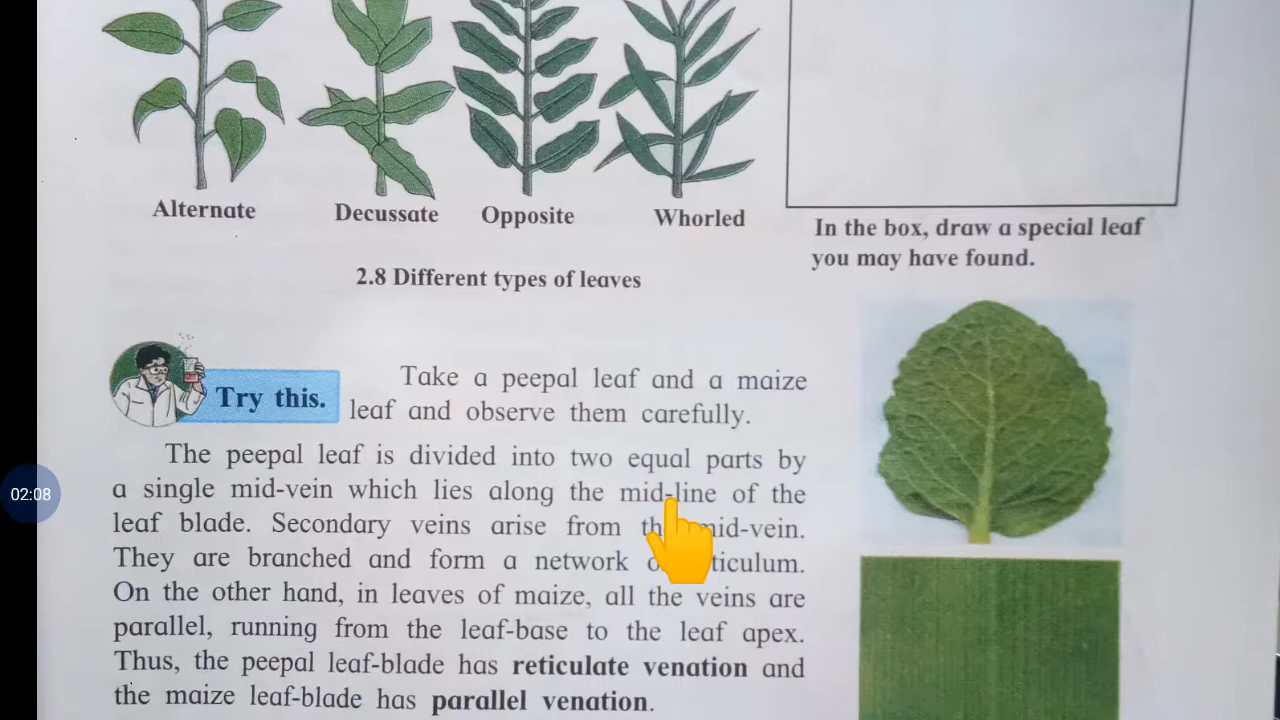 Alternate
Decussate
Opposite
Whorled
2.8 Different types of leaves
In the box, draw a special leaf
you may have found.
Try this.
Take a peepal leaf and a maize
leaf and observe them carefully.
The peepal leaf is divided into two equal parts by
a single mid-vein which lies along the mid-line of the
leaf blade. Secondary veins arise from mid-vein.
They are branched and form a network
On the other hand, in leaves of maize, all the veins are
parallel, running from the leaf-base to the leaf apex.
Thus, the peepal leaf-blade has reticulate venation and
the maize leaf-blade has parallel venation.
02:08